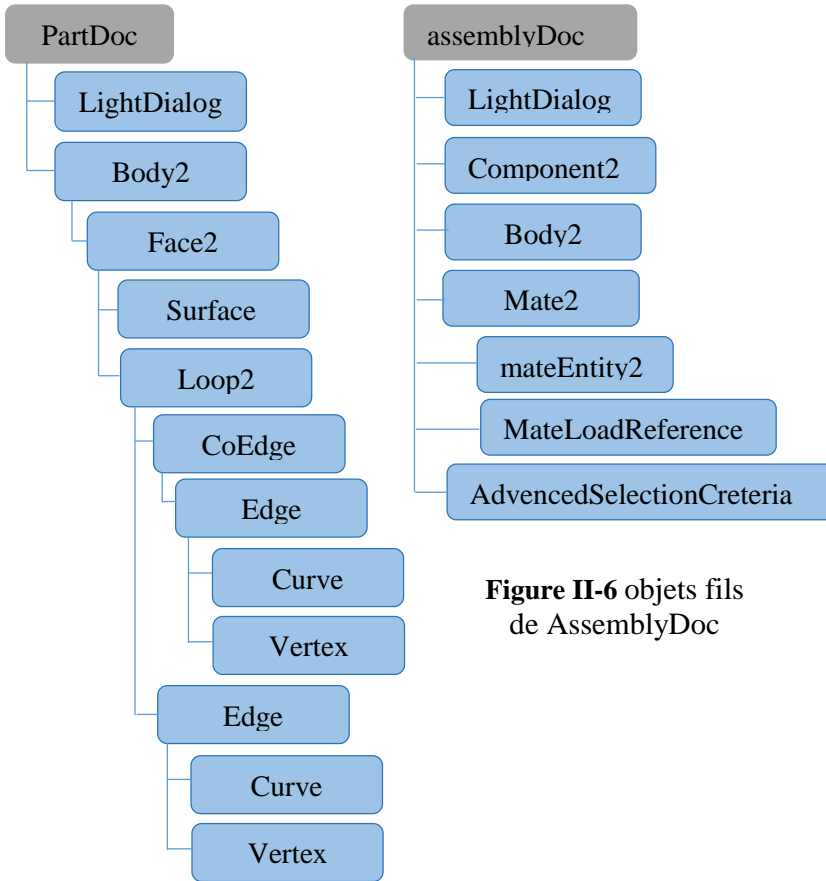 PartDoc
LightDialog
Body2
Face2
Surface
Loop2
CoEdge
Edge
Curve
Vertex
Edge
Curve
Vertex
assemblyDoc
LightDialog
Component2
Body2
Mate2
mateEntity2
MateLoadReference
AdvencedSelectionCreteria
Figure II-6 objets fils
de AssemblyDoc